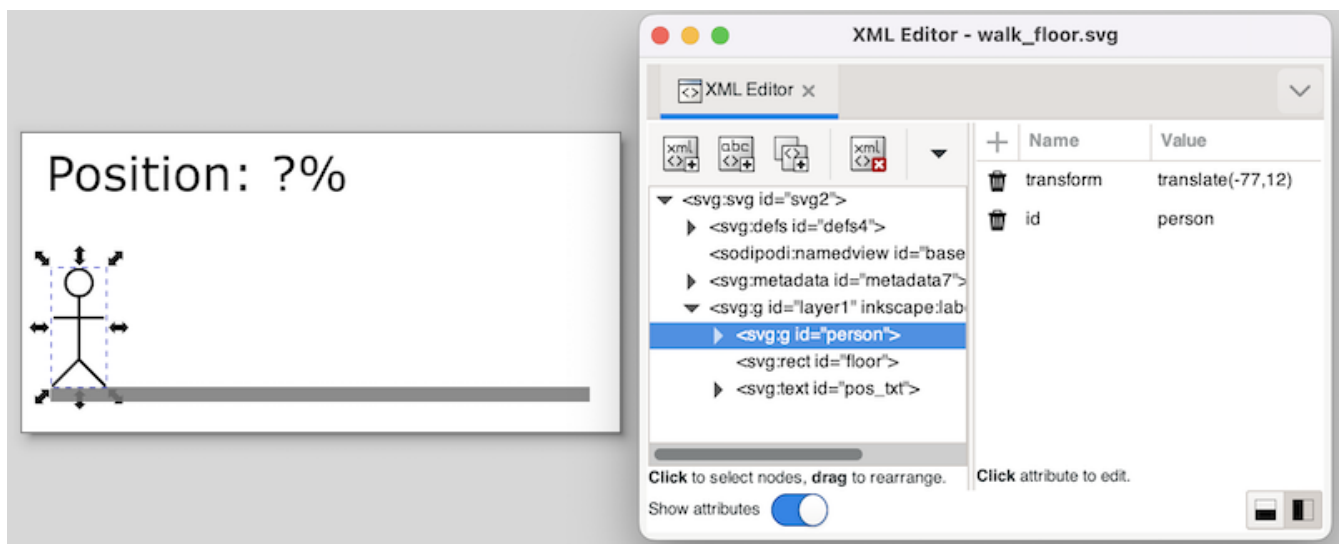 Position: ?%
XML Editor - walk_floor.svg
XML Editor
xml
abc
xml
Name Value
transform translate(-77,12)
id person
<svg:svg id="svg2">
<svg:defs id="defs4">
<sodipodi:namedview id="base
<svg:metadata id="metadata7">
<svg:g id="layer1" inkscape:lab
<svg:g id="person">
<svg:rect id="floor">
<svg:text id="pos_txt">
Click to select nodes, drag to rearrange.
Click attribute to edit.
Show attributes